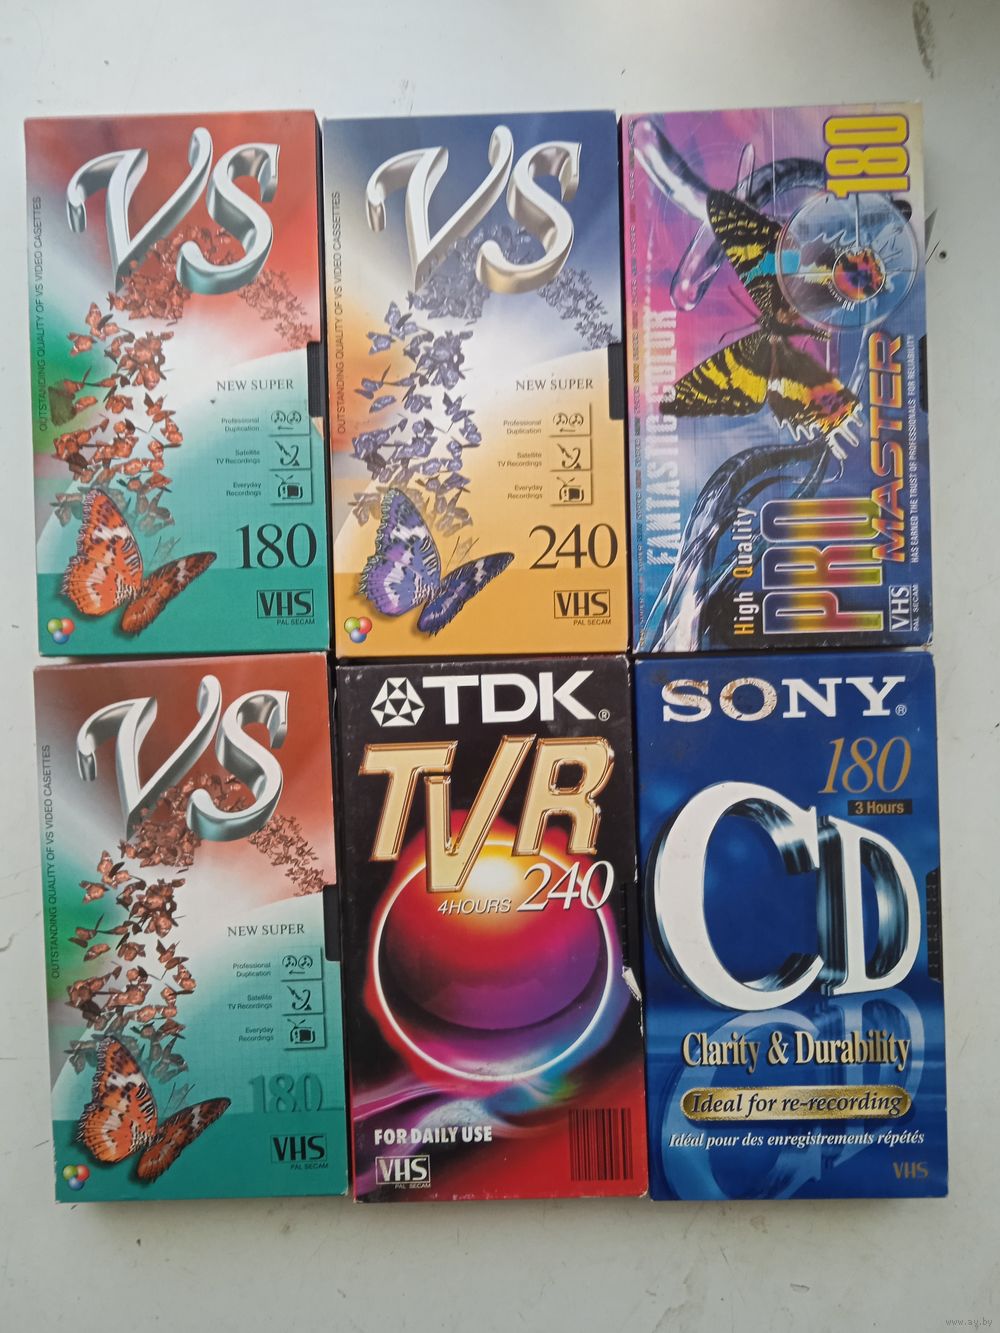 VS
OUTSTANDING QUALITY OF VS VIDEO CASSETTES
NEW SUPER
Professional
Duplication
Satellite
TV Recordings
Everyday
Recordings
180
VHS
PAL SECAM
VS
OUTSTANDING QUALITY OF VS VIDEO CASSETTES
NEW SUPER
Professional
Duplication
Satellite
TV Recordings
Everyday
Recordings
240
VHS
PAL SECAM
180
FANTASTIC COLOR
High Quality
PRO
MASTER
HAS EARNED THE TRUST OF PROFESSIONALS FOR RELIABILITY
VHS
PAL SECAM
VS
OUTSTANDING QUALITY OF VS VIDEO CASSETTES
NEW SUPER
Professional
Duplication
Satellite
TV Recordings
Everyday
Recordings
180
VHS
PAL SECAM
TDK®
TVR
4HOURS 240
FOR DAILY USE
VHS
PAL SECAM
SONY®
180
3 Hours
CD
Clarity & Durability
Ideal for re-recording
Idéal pour des enregistrements répétés
VHS
www.ay.by